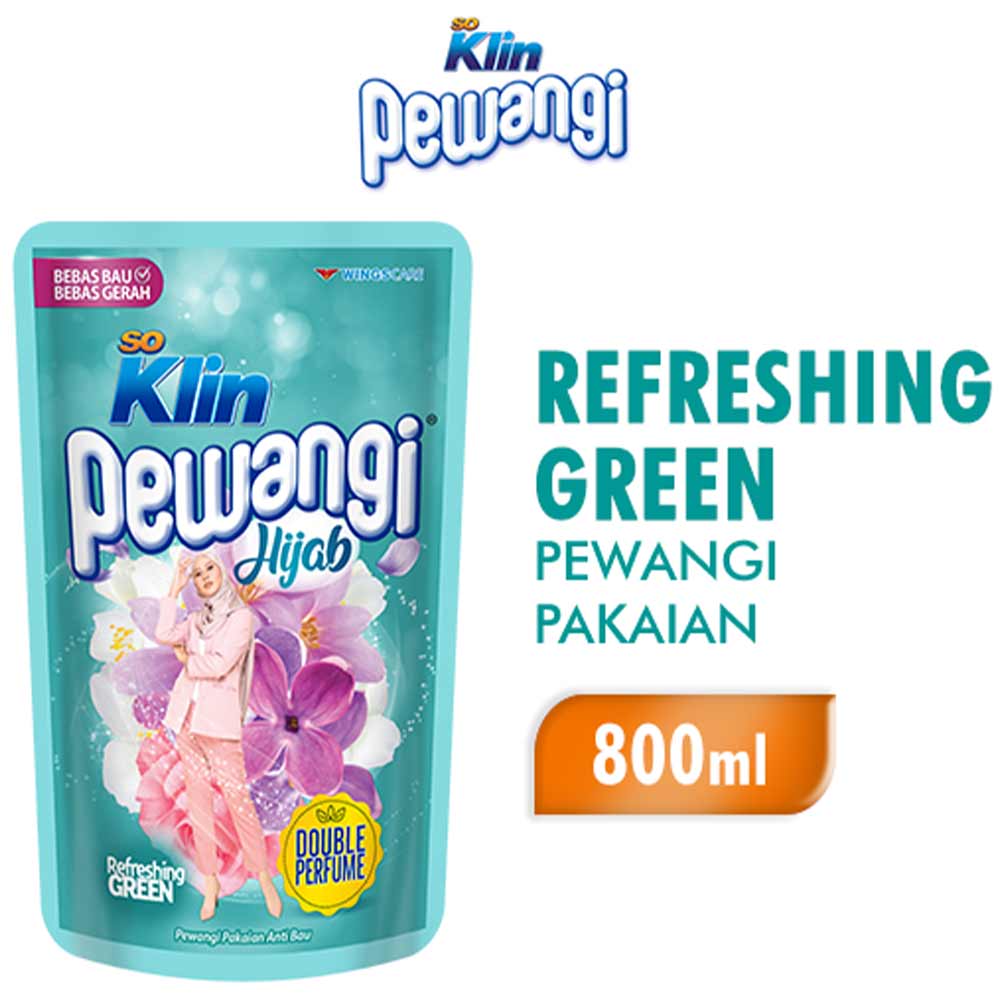 SO
Klin
Pewangi
BEBAS BAU
BEBAS GERAH
WINGSCARE
SO
Klin
Pewangi®
Hijab
DOUBLE
PERFUME
Refreshing
GREEN
Pewangi Pakaian Anti Bau
REFRESHING
GREEN
PEWANGI
PAKAIAN
800ml